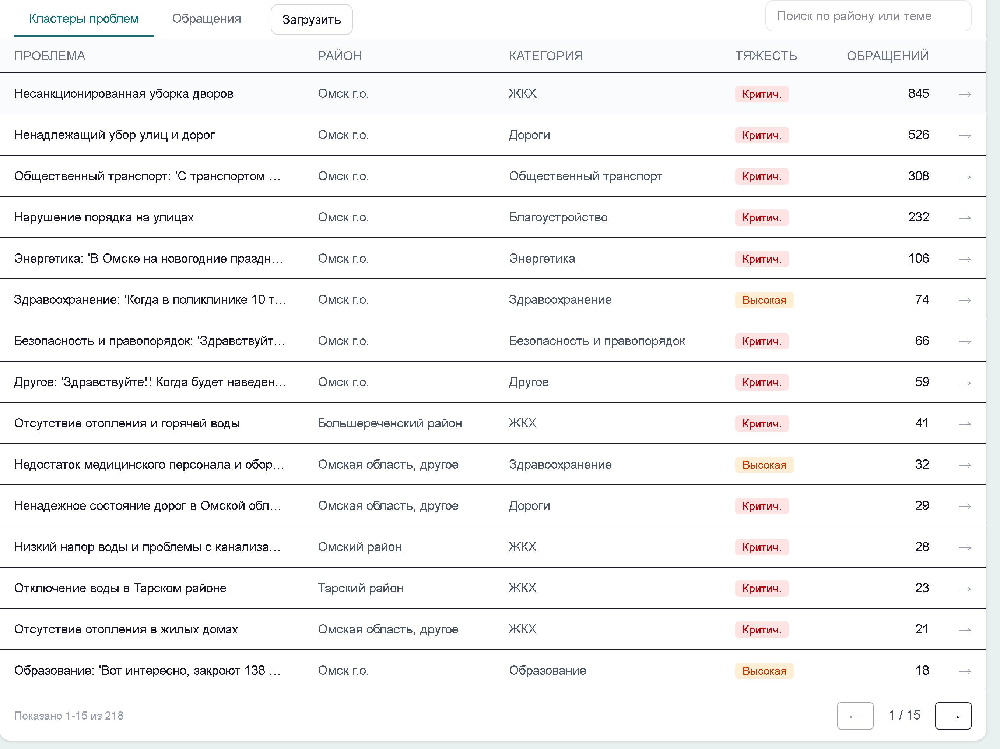 Кластеры проблем Обращения Загрузить Поиск по району или теме
ПРОБЛЕМА РАЙОН КАТЕГОРИЯ ТЯЖЕСТЬ ОБРАЩЕНИЙ
Несанкционированная уборка дворов Омск г.о. ЖКХ Критич. 845 →
Ненадлежащий убор улиц и дорог Омск г.о. Дороги Критич. 526 →
Общественный транспорт: 'С транспортом … Омск г.о. Общественный транспорт Критич. 308 →
Нарушение порядка на улицах Омск г.о. Благоустройство Критич. 232 →
Энергетика: 'В Омске на новогодние праздн… Омск г.о. Энергетика Критич. 106 →
Здравоохранение: 'Когда в поликлинике 10 т… Омск г.о. Здравоохранение Высокая 74 →
Безопасность и правопорядок: 'Здравствуйт… Омск г.о. Безопасность и правопорядок Критич. 66 →
Другое: 'Здравствуйте!! Когда будет наведен… Омск г.о. Другое Критич. 59 →
Отсутствие отопления и горячей воды Большереченский район ЖКХ Критич. 41 →
Недостаток медицинского персонала и обор… Омская область, другое Здравоохранение Высокая 32 →
Ненадежное состояние дорог в Омской обл… Омская область, другое Дороги Критич. 29 →
Низкий напор воды и проблемы с канализа… Омский район ЖКХ Критич. 28 →
Отключение воды в Тарском районе Тарский район ЖКХ Критич. 23 →
Отсутствие отопления в жилых домах Омская область, другое ЖКХ Критич. 21 →
Образование: 'Вот интересно, закроют 138 … Омск г.о. Образование Высокая 18 →
Показано 1-15 из 218 ← 1 / 15 →